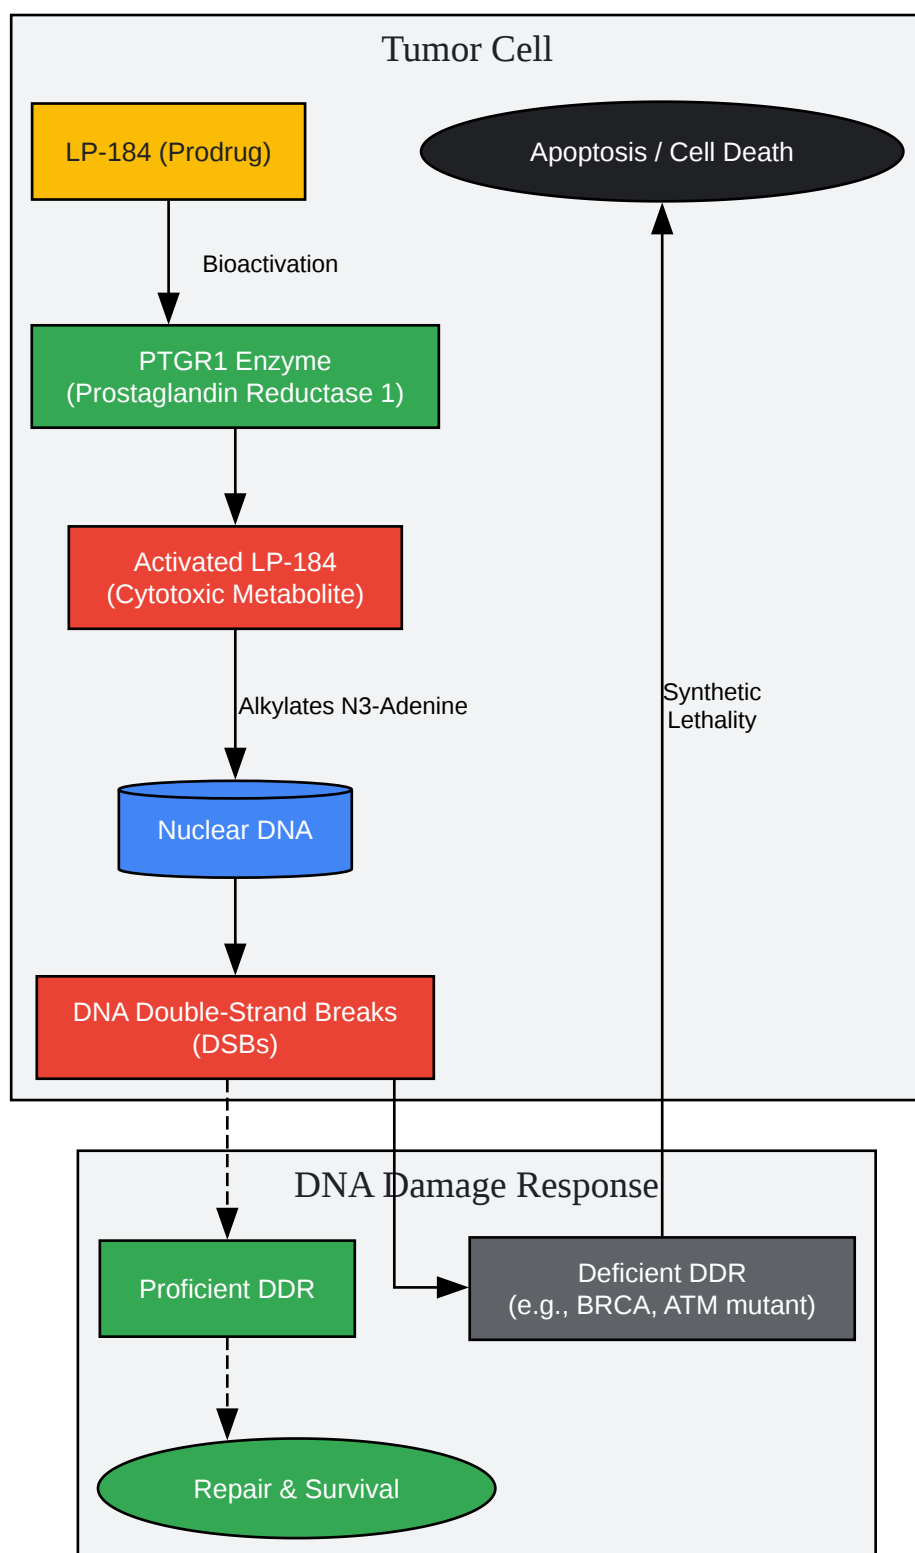 Tumor Cell
LP-184 (Prodrug)
Apoptosis / Cell Death
Bioactivation
PTGR1 Enzyme
(Prostaglandin Reductase 1)
Activated LP-184
(Cytotoxic Metabolite)
Synthetic
Lethality
Alkylates N3-Adenine
Nuclear DNA
DNA Double-Strand Breaks
(DSBs)
DNA Damage Response
Proficient DDR
Deficient DDR
(e.g., BRCA, ATM mutant)
Repair & Survival